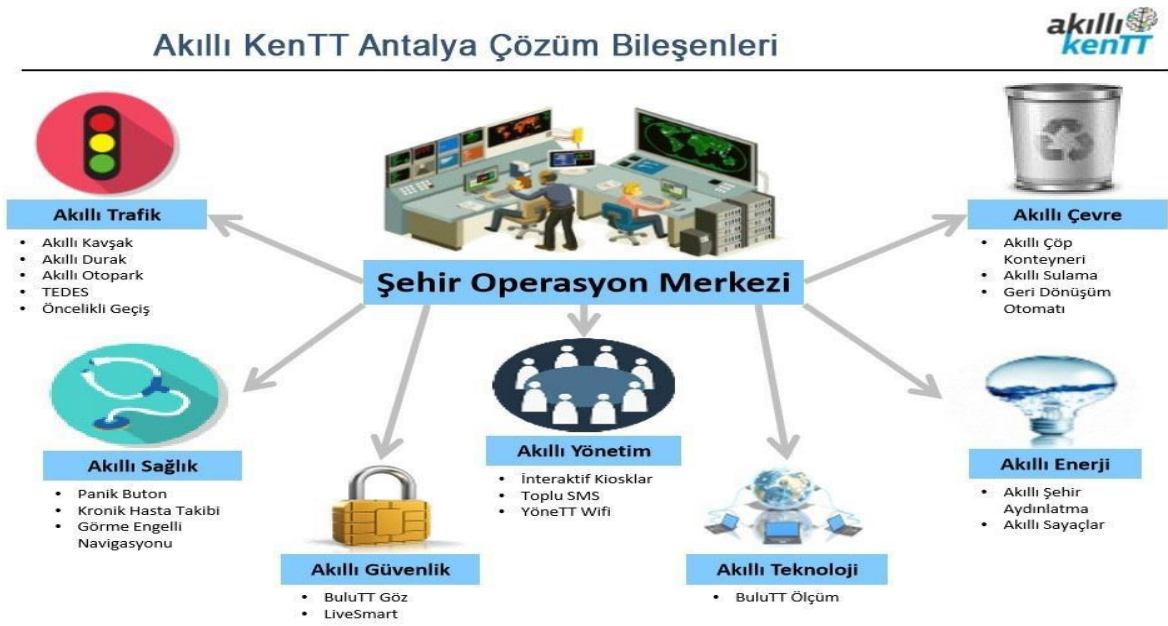 Akıllı KenTT Antalya Çözüm Bileşenleri
akıllı
kenTT
Akıllı Trafik
• Akıllı Kavşak
• Akıllı Durak
• Akıllı Otopark
• TEDES
• Öncelikli Geçiş
Şehir Operasyon Merkezi
Akıllı Çevre
• Akıllı Çöp
Konteyneri
• Akıllı Sulama
• Geri Dönüşüm
Otomatı
Akıllı Sağlık
• Panik Buton
• Kronik Hasta Takibi
• Görme Engelli
Navigasyonu
Akıllı Güvenlik
• BuluTT Göz
• LiveSmart
Akıllı Yönetim
• İnteraktif Kiosklar
• Toplu SMS
• YöneTT Wifi
Akıllı Teknoloji
• BuluTT Ölçüm
Akıllı Enerji
• Akıllı Şehir
Aydınlatma
• Akıllı Sayaçlar